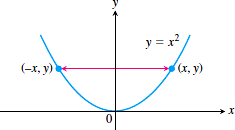 y
y = x²
(–x, y) (x, y)
x
0